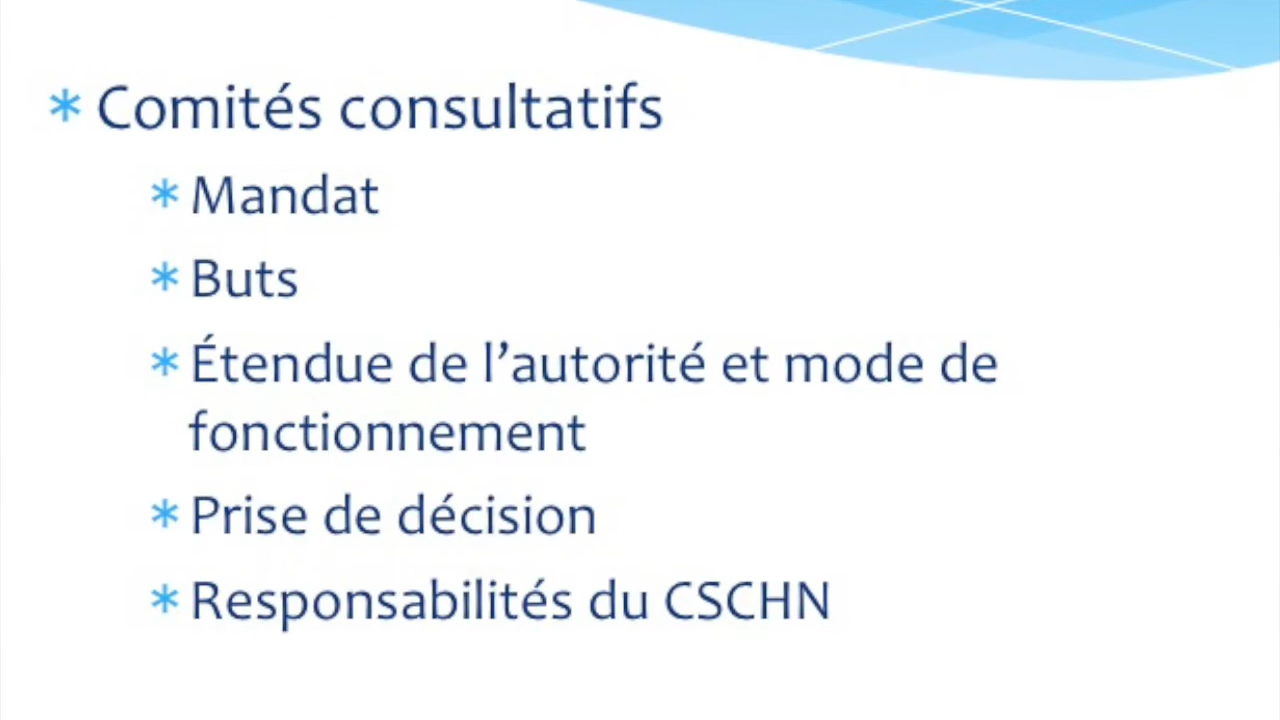 * Comités consultatifs
* Mandat
* Buts
* Étendue de l’autorité et mode de
fonctionnement
* Prise de décision
* Responsabilités du CSCHN